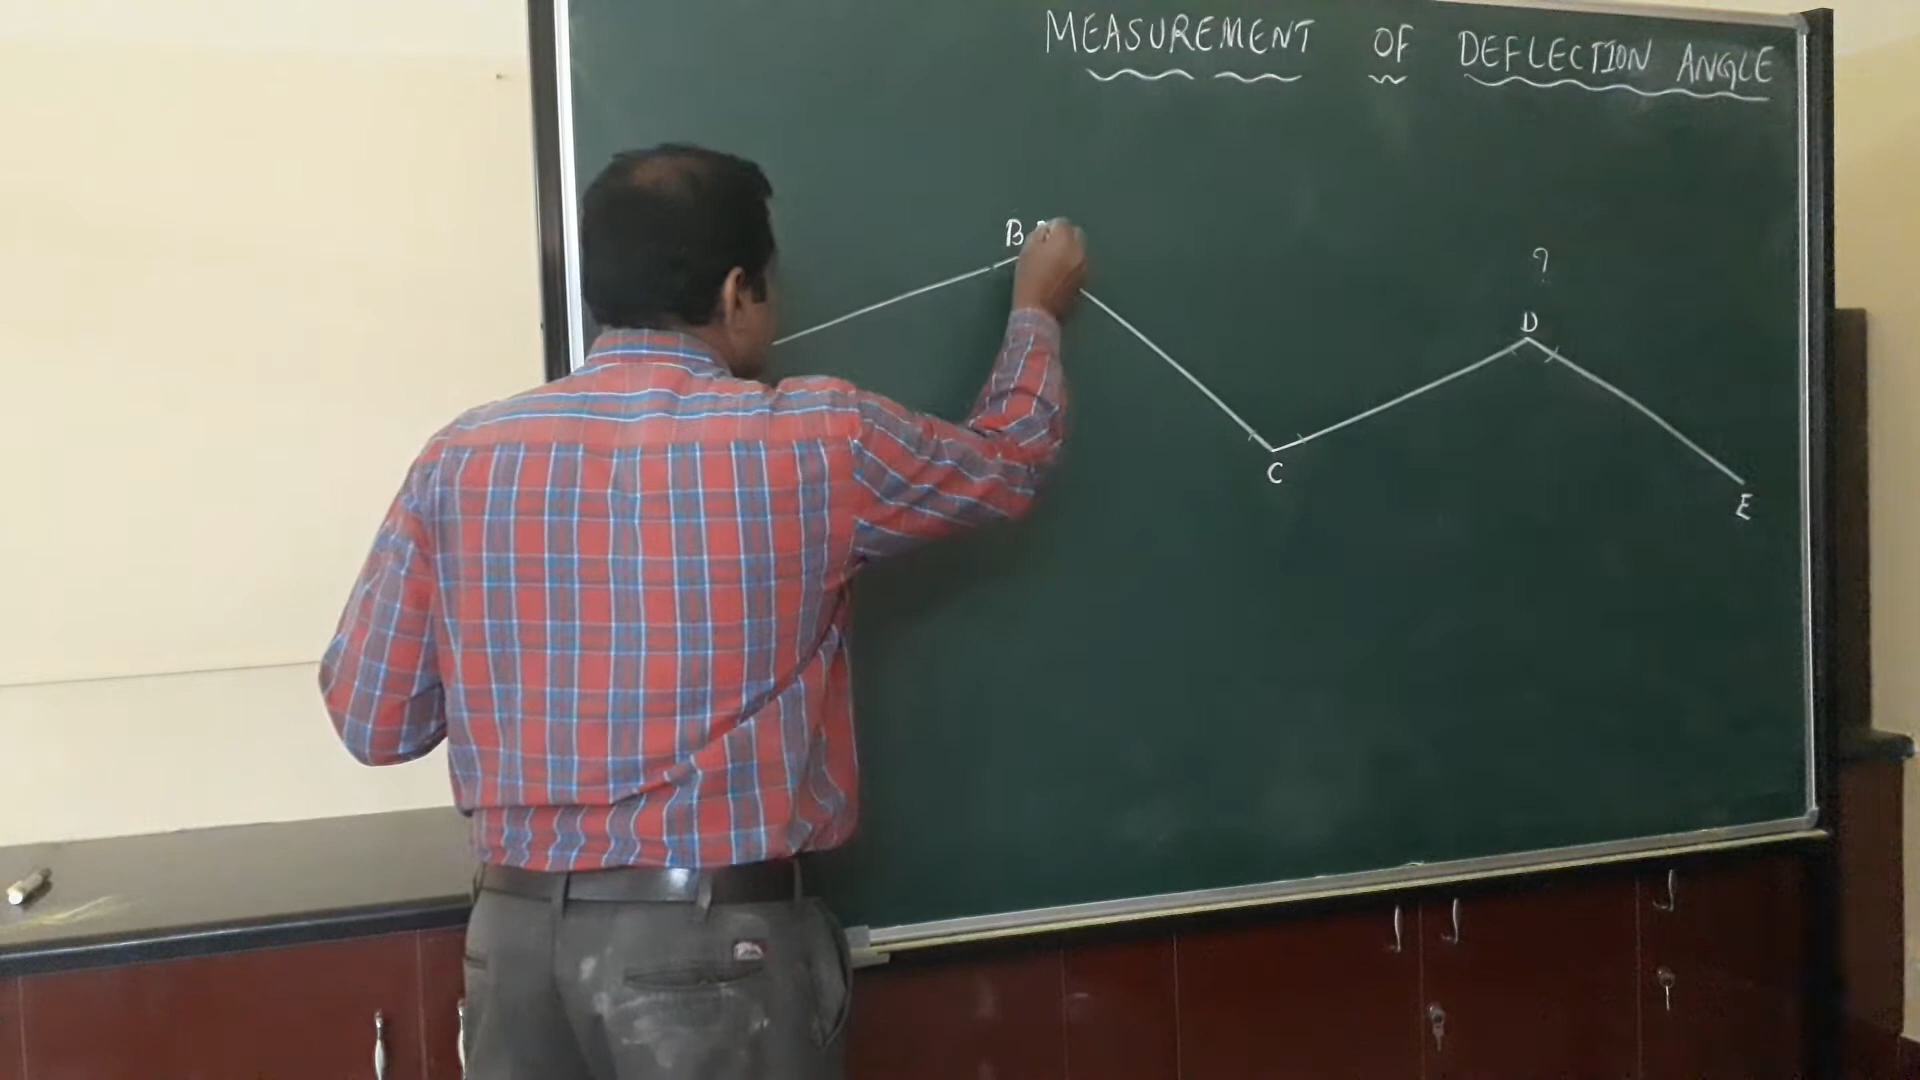 MEASUREMENT OF DEFLECTION ANGLE
B
?
D
C
E